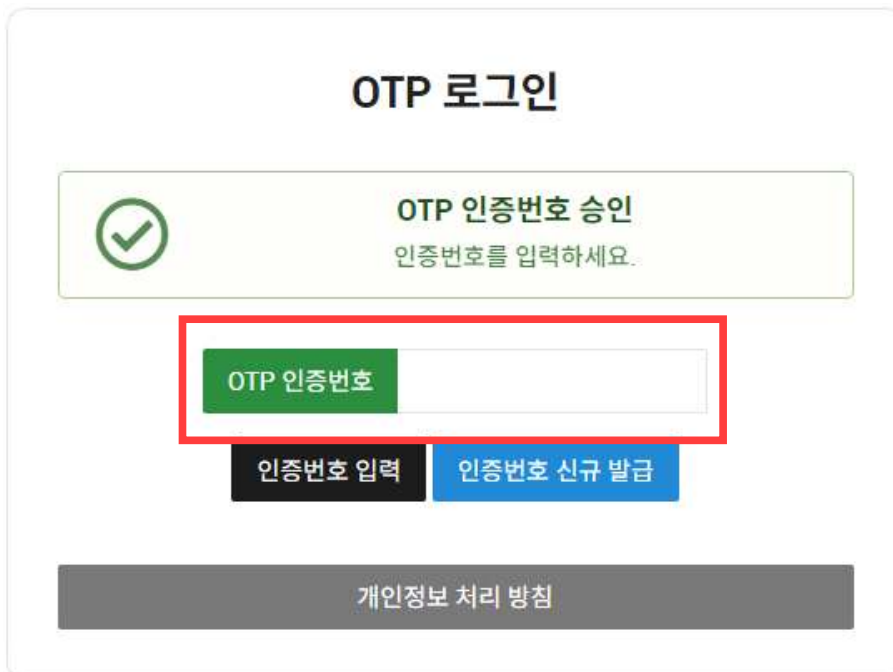 OTP 로그인
OTP 인증번호 승인
인증번호를 입력하세요.
OTP 인증번호
인증번호 입력 인증번호 신규 발급
개인정보 처리 방침